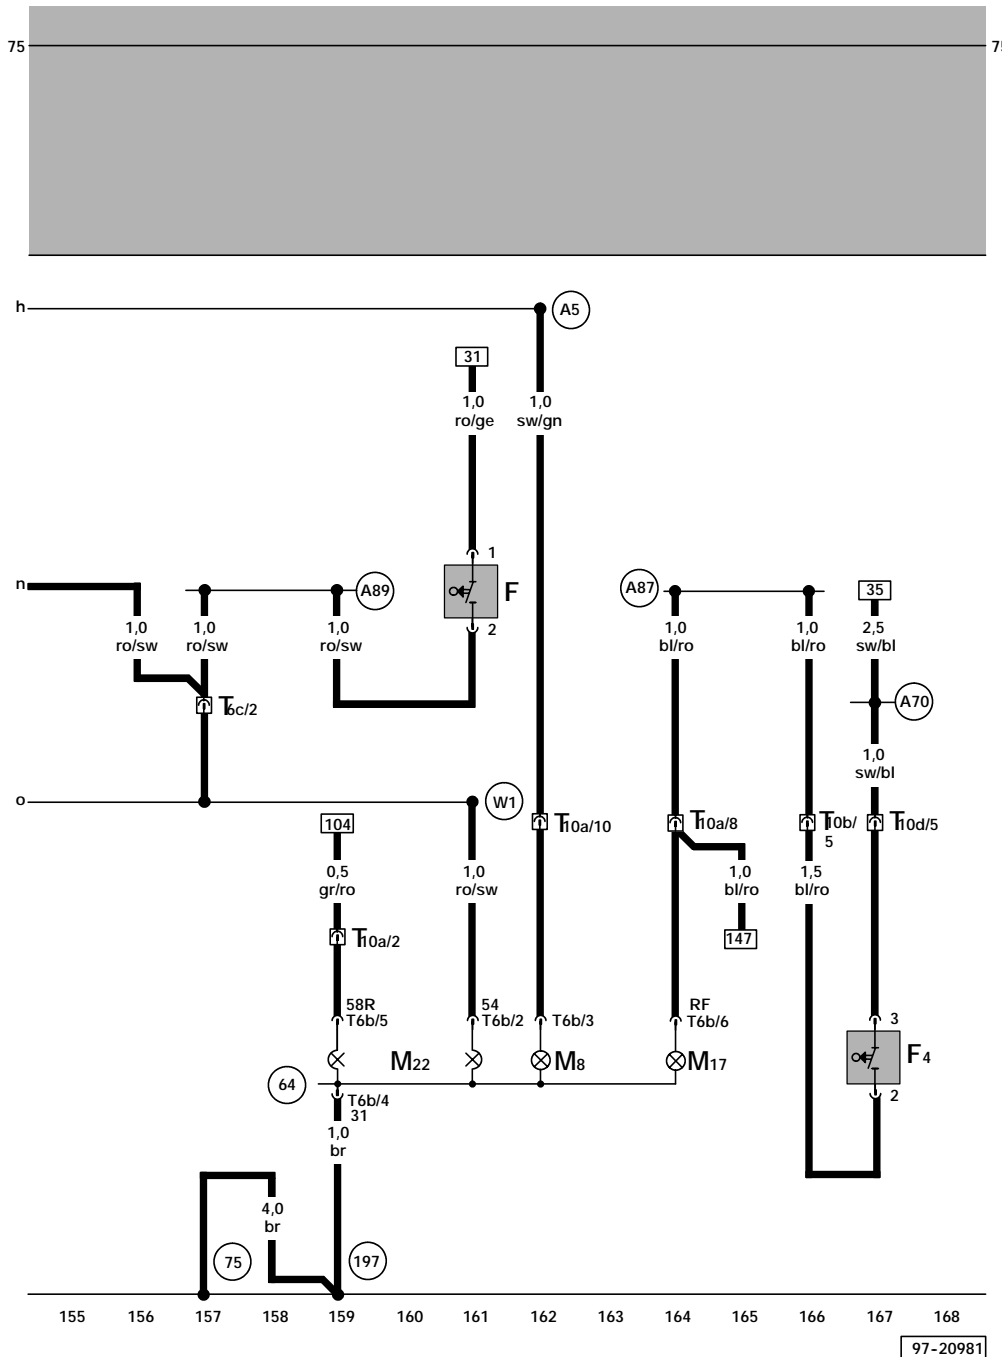 75
75
h
A5
31
1,0
ro/ge
1,0
sw/gn
1
n
A89
F
A87
35
2
1,0
ro/sw
1,0
ro/sw
1,0
ro/sw
1,0
bl/ro
1,0
bl/ro
2,5
sw/bl
T6c/2
A70
1,0
sw/bl
o
W1
104
T10a/10
T10a/8
T10b/
5
T10d/5
0,5
gr/ro
1,0
ro/sw
1,0
bl/ro
1,5
bl/ro
T10a/2
147
58R
T6b/5
54
T6b/2
T6b/3
RF
T6b/6
3
M22
M8
M17
F4
64
T6b/4
31
2
1,0
br
4,0
br
75
197
155 156 157 158 159 160 161 162 163 164 165 166 167 168
97-20981